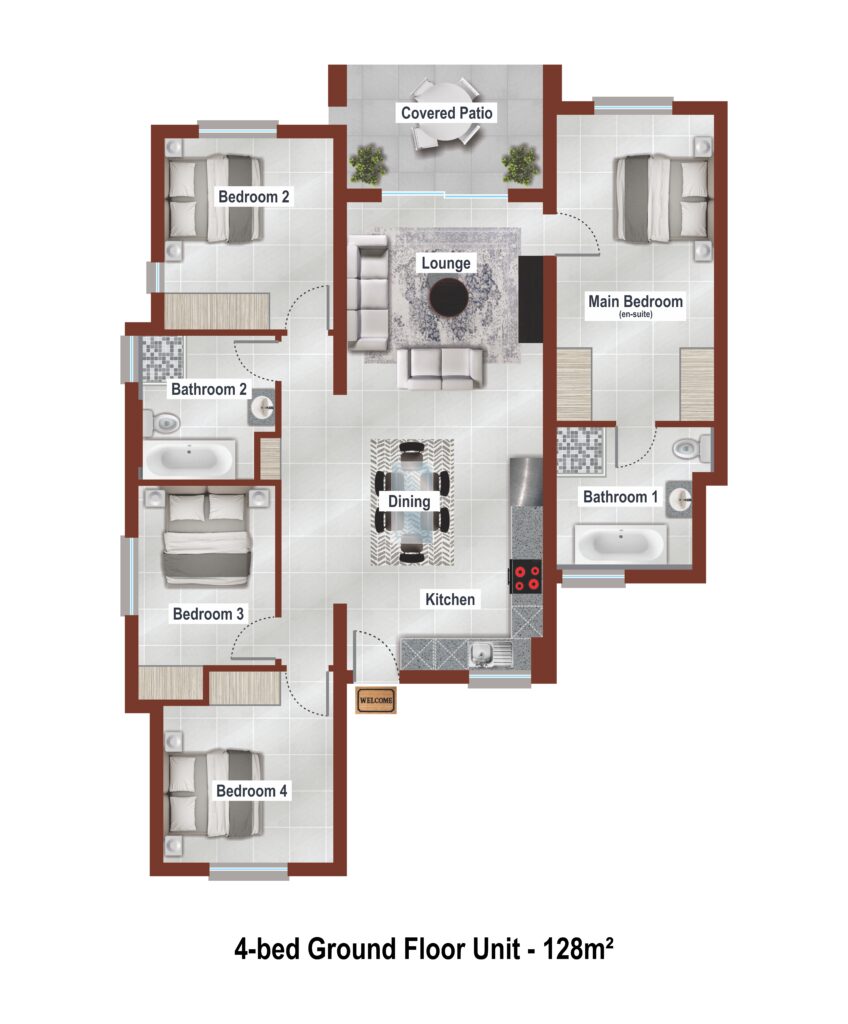 Covered Patio
Bedroom 2
Lounge
Main Bedroom
(en-suite)
Bathroom 2
Dining
Bathroom 1
Kitchen
Bedroom 3
WELCOME
Bedroom 4
4-bed Ground Floor Unit - 128m²